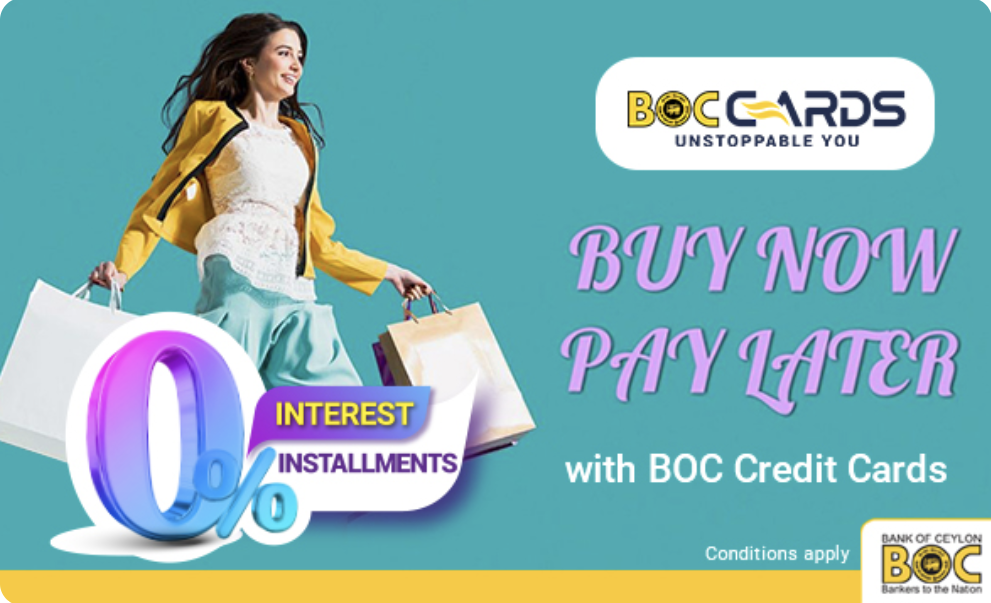 BOC CARDS
UNSTOPPABLE YOU
BUY NOW
PAY LATER
with BOC Credit Cards
0%
INTEREST
INSTALLMENTS
Conditions apply
BANK OF CEYLON
BOC
Bankers to the Nation